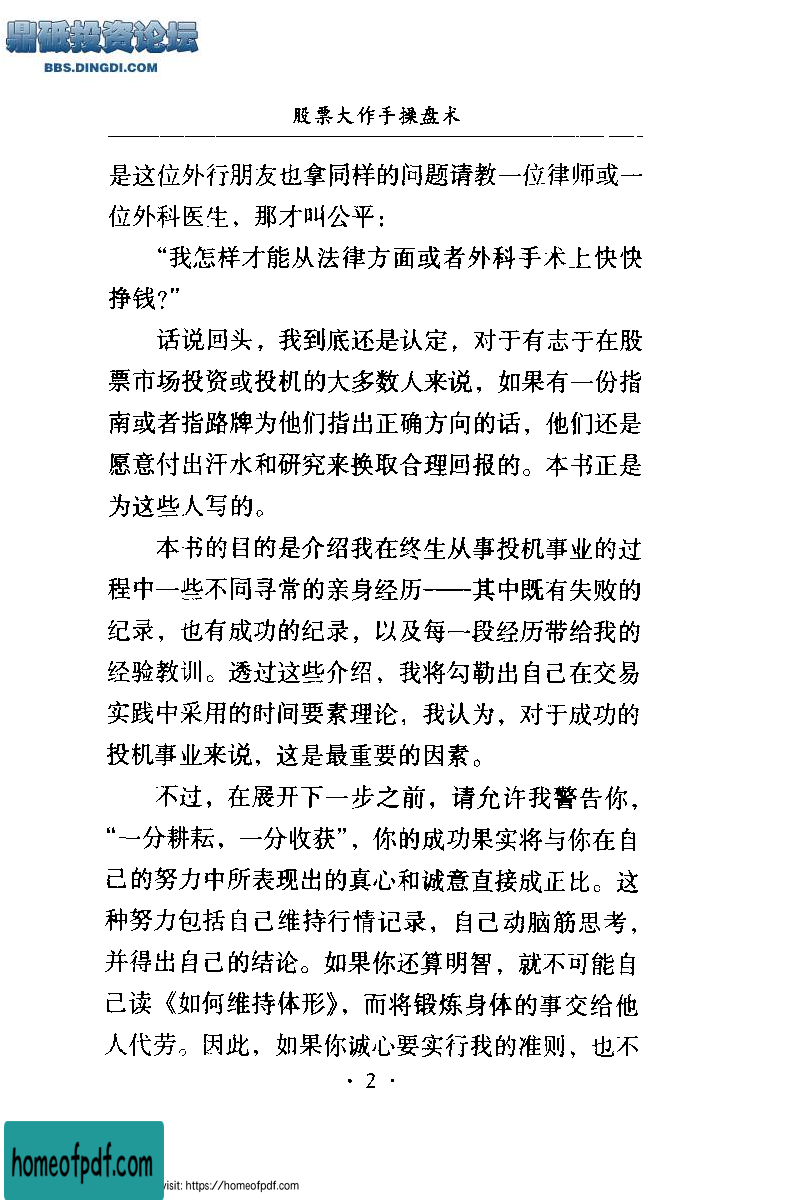 鼎砥投资论坛
BBS.DINGDI.COM
股票大作手操盘术
是这位外行朋友也拿同样的问题请教一位律师或一
位外科医生，那才叫公平：
“我怎样才能从法律方面或者外科手术上快快
挣钱?”
话说回头，我到底还是认定，对于有志于在股
票市场投资或投机的大多数人来说，如果有一份指
南或者指路牌为他们指出正确方向的话，他们还是
愿意付出汗水和研究来换取合理回报的。本书正是
为这些人写的。
本书的目的是介绍我在终生从事投机事业的过
程中一些不同寻常的亲身经历——其中既有失败的
纪录，也有成功的纪录，以及每一段经历带给我的
经验教训。透过这些介绍，我将勾勒出自己在交易
实践中采用的时间要素理论，我认为，对于成功的
投机事业来说，这是最重要的因素。
不过，在展开下一步之前，请允许我警告你，
“一分耕耘，一分收获”，你的成功果实将与你在自
己的努力中所表现出的真心和诚意直接成正比。这
种努力包括自己维持行情记录，自己动脑筋思考，
并得出自己的结论。如果你还算明智，就不可能自
己读《如何维持体形》，而将锻炼身体的事交给他
人代劳。因此，如果你诚心要实行我的准则，也不
· 2 ·
homeofpdf.com
visit: https://homeofpdf.com